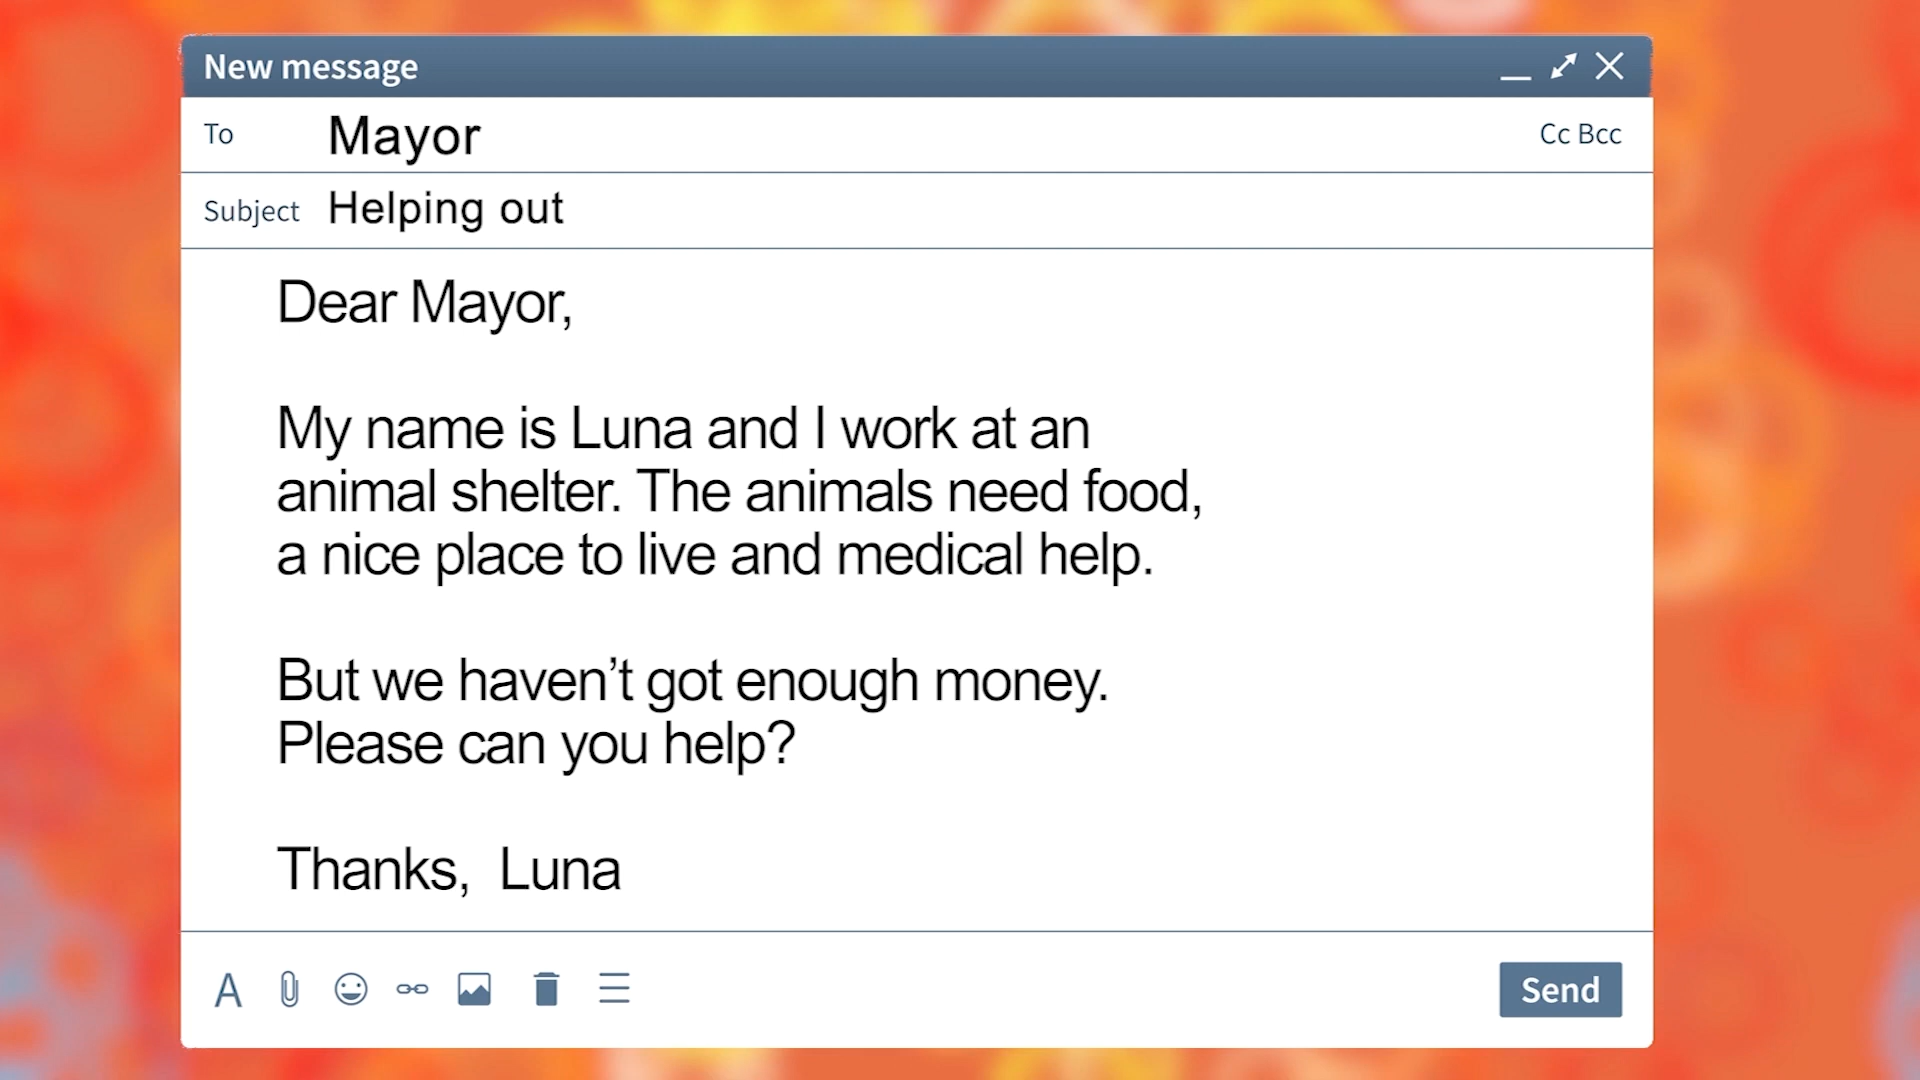 New message
To Mayor Cc Bcc
Subject Helping out
Dear Mayor,
My name is Luna and I work at an
animal shelter. The animals need food,
a nice place to live and medical help.
But we haven’t got enough money.
Please can you help?
Thanks, Luna
A
Send